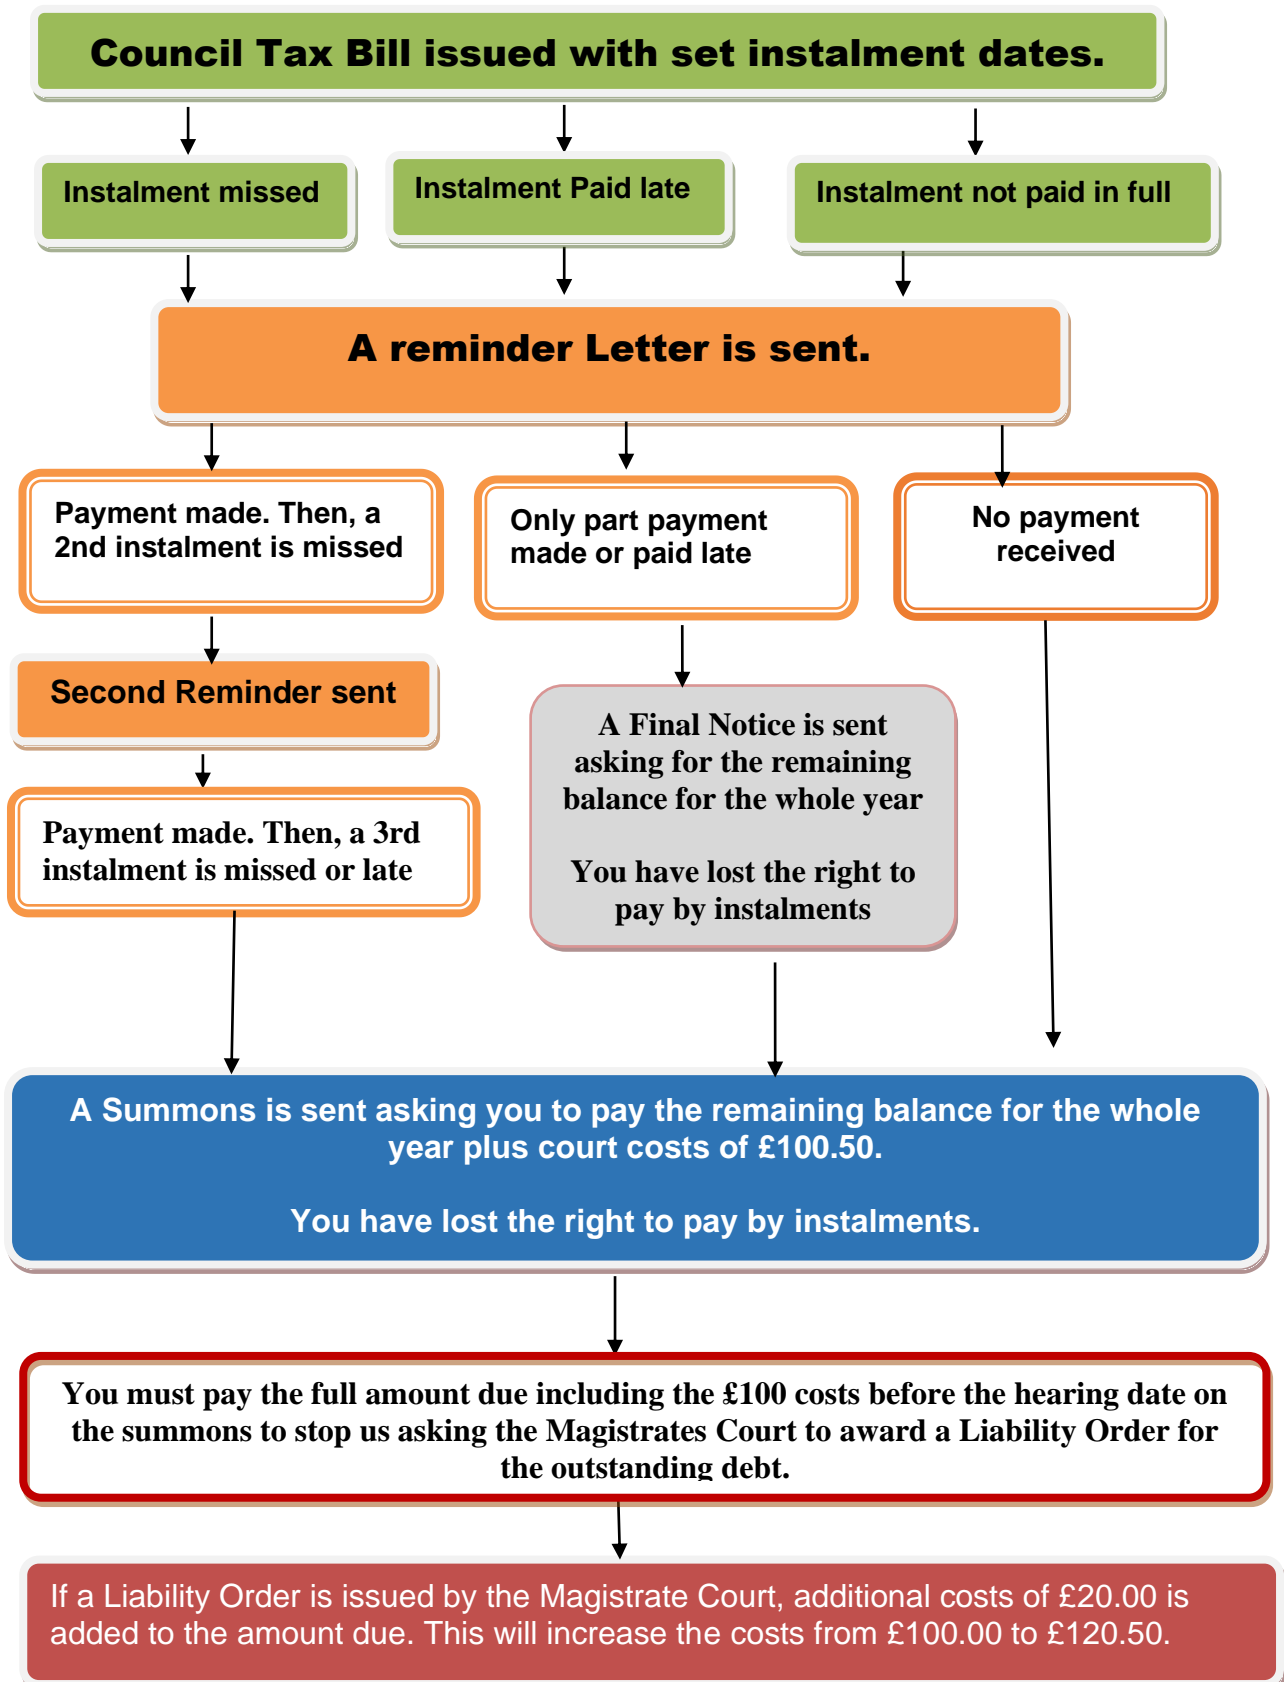 Council Tax Bill issued with set instalment dates.
Instalment missed
Instalment Paid late
Instalment not paid in full
A reminder Letter is sent.
Payment made. Then, a
2nd instalment is missed
Only part payment
made or paid late
No payment
received
Second Reminder sent
A Final Notice is sent
asking for the remaining
balance for the whole year
You have lost the right to
pay by instalments
Payment made. Then, a 3rd
instalment is missed or late
A Summons is sent asking you to pay the remaining balance for the whole
year plus court costs of £100.50.
You have lost the right to pay by instalments.
You must pay the full amount due including the £100 costs before the hearing date on
the summons to stop us asking the Magistrates Court to award a Liability Order for
the outstanding debt.
If a Liability Order is issued by the Magistrate Court, additional costs of £20.00 is
added to the amount due. This will increase the costs from £100.00 to £120.50.